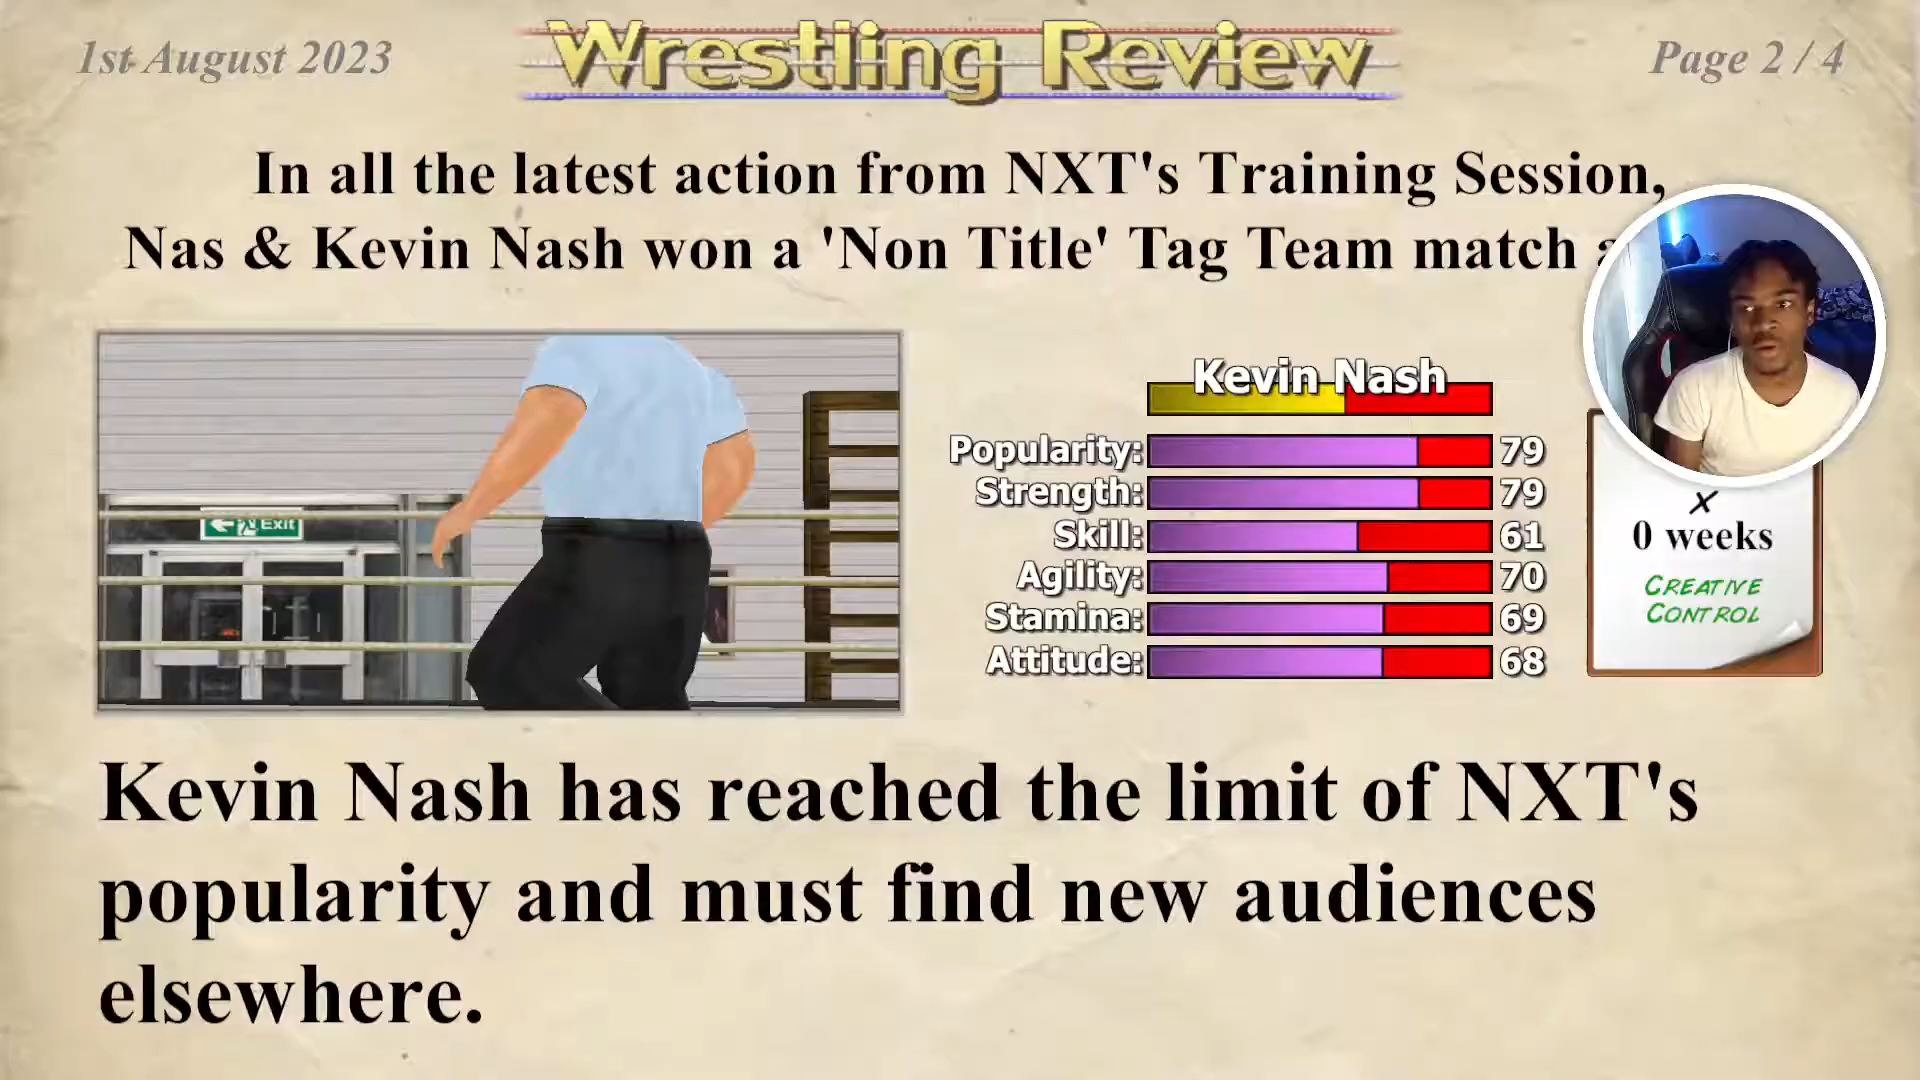 1st August 2023
Wrestling Review
Page 2 / 4
In all the latest action from NXT's Training Session,
Nas & Kevin Nash won a 'Non Title' Tag Team match
Exit
Kevin Nash
Popularity: 79
Strength: 79
Skill: 61
Agility: 70
Stamina: 69
Attitude: 68
X
0 weeks
CREATIVE
CONTROL
Kevin Nash has reached the limit of NXT's
popularity and must find new audiences
elsewhere.